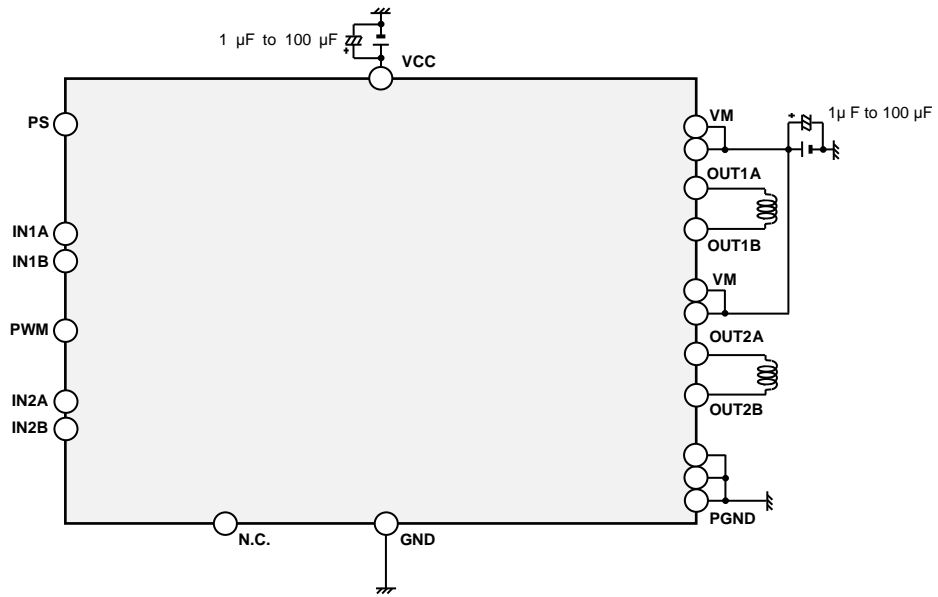 1 µF to 100 µF
VCC
PS
VM
1µ F to 100 µF
OUT1A
IN1A
OUT1B
IN1B
VM
PWM
OUT2A
IN2A
OUT2B
IN2B
PGND
N.C.
GND